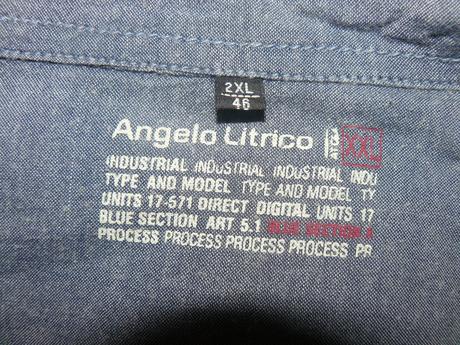 2XL
46
Angelo Litrico
XXL
INDUSTRIAL INDUSTRIAL INDUSTRIAL INDU
TYPE AND MODEL TYPE AND MODEL TY
UNITS 17-571 DIRECT DIGITAL UNITS 17
BLUE SECTION ART 5.1 BLUE SECTION A
PROCESS PROCESS PROCESS PROCESS PR